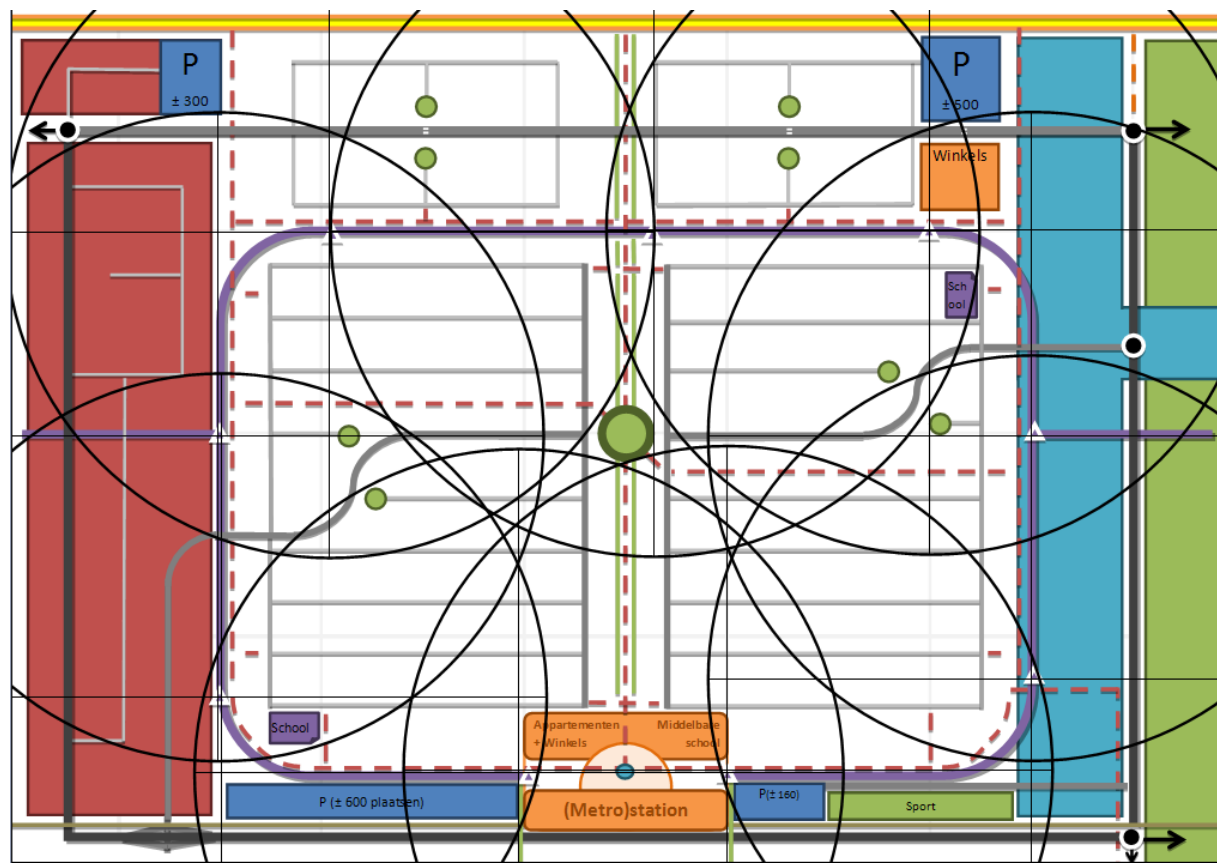 P
± 300
P
± 500
Winkels
Sch
ool
School
Appartementen
+ Winkels
Middelbare
school
P (± 600 plaatsen)
(Metro)station
P(± 160)
Sport